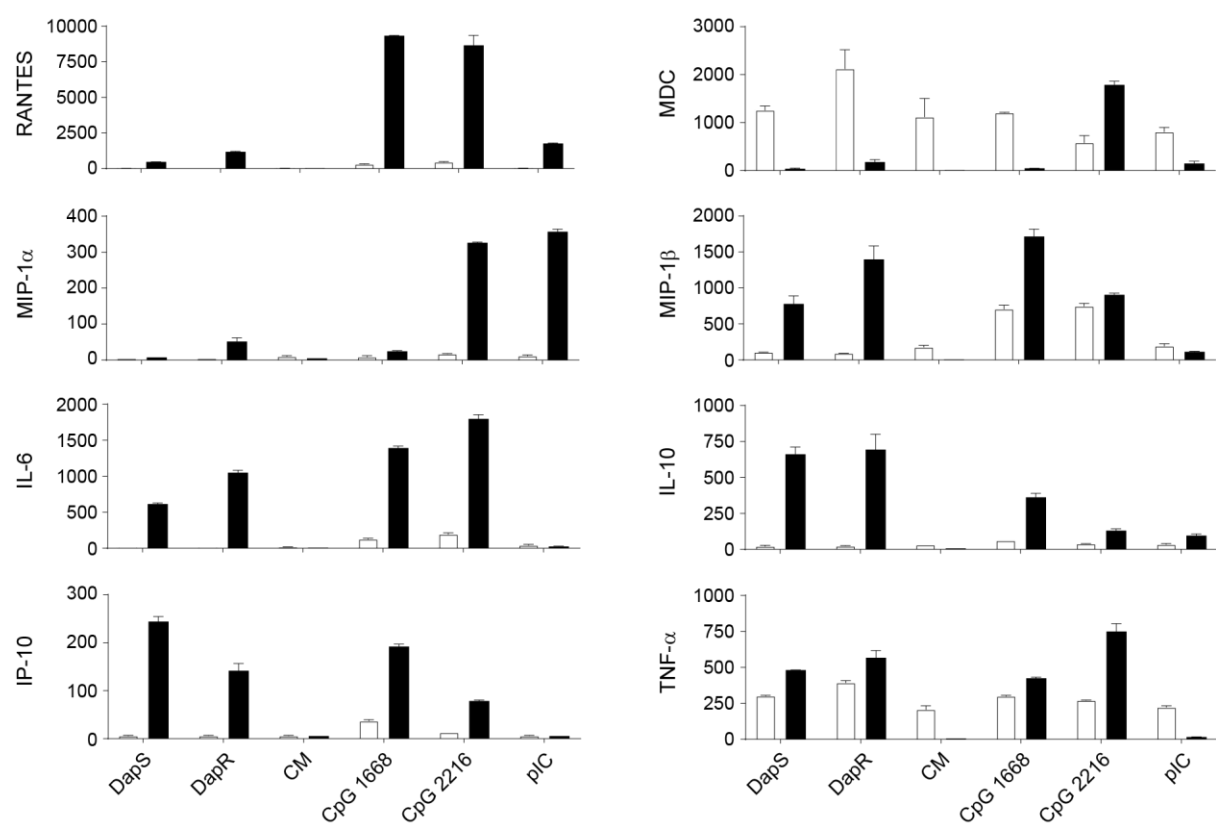 RANTES
10000
7500
5000
2500
0
MDC
3000
2000
1000
0
MIP-1α
400
300
200
100
0
MIP-1β
2000
1500
1000
500
0
IL-6
2000
1500
1000
500
0
IL-10
1000
750
500
250
0
IP-10
300
200
100
0
TNF-α
1000
750
500
250
0
DapS
DapR
CM
CpG 1668
CpG 2216
pIC
DapS
DapR
CM
CpG 1668
CpG 2216
pIC